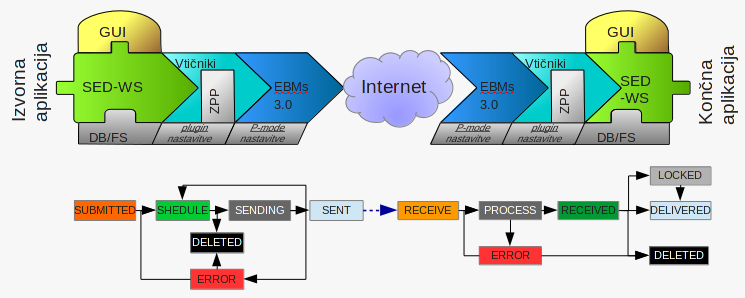 GUI
GUI
Izvorna
aplikacija
SED-WS
Vtičniki
ZPP
EBMs
3.0
Internet
EBMs
3.0
Vtičniki
ZPP
SED
-WS
Končna
aplikacija
DB/FS
plugin
nastavitve
P-mode
nastavitve
P-mode
nastavitve
plugin
nastavitve
DB/FS
LOCKED
SUBMITTED
SHEDULE
SENDING
SENT
RECEIVE
PROCESS
RECEIVED
DELIVERED
DELETED
ERROR
DELETED
ERROR